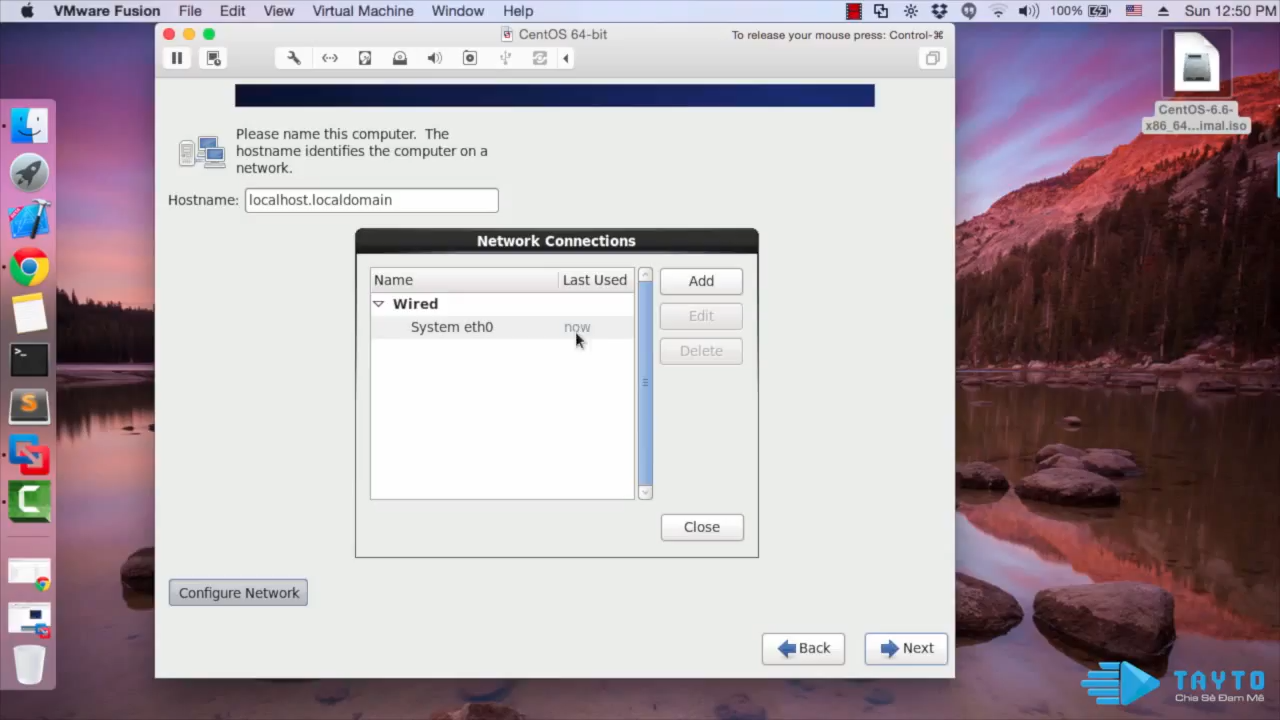 VMware Fusion File Edit View Virtual Machine Window Help 100% Sun 12:50 PM
CentOS 64-bit
To release your mouse press: Control-⌘
CentOS-6.6-
x86_64...imal.iso
Please name this computer. The
hostname identifies the computer on a
network.
Hostname: localhost.localdomain
Network Connections
Name Last Used
Wired
System eth0 now
Add
Edit
Delete
Close
Configure Network
Back
Next
TAYTO
Chia Sẻ Đam Mê